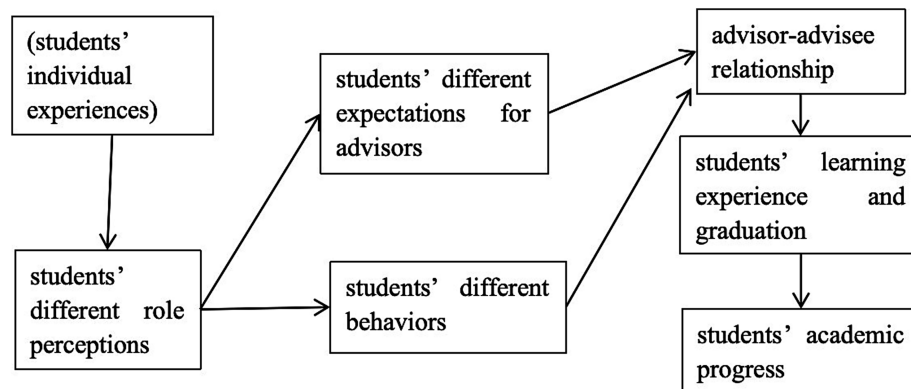 (students’
individual
experiences)
students’
different role
perceptions
students’ different
expectations for
advisors
students’ different
behaviors
advisor-advisee
relationship
students’ learning
experience and
graduation
students’ academic
progress